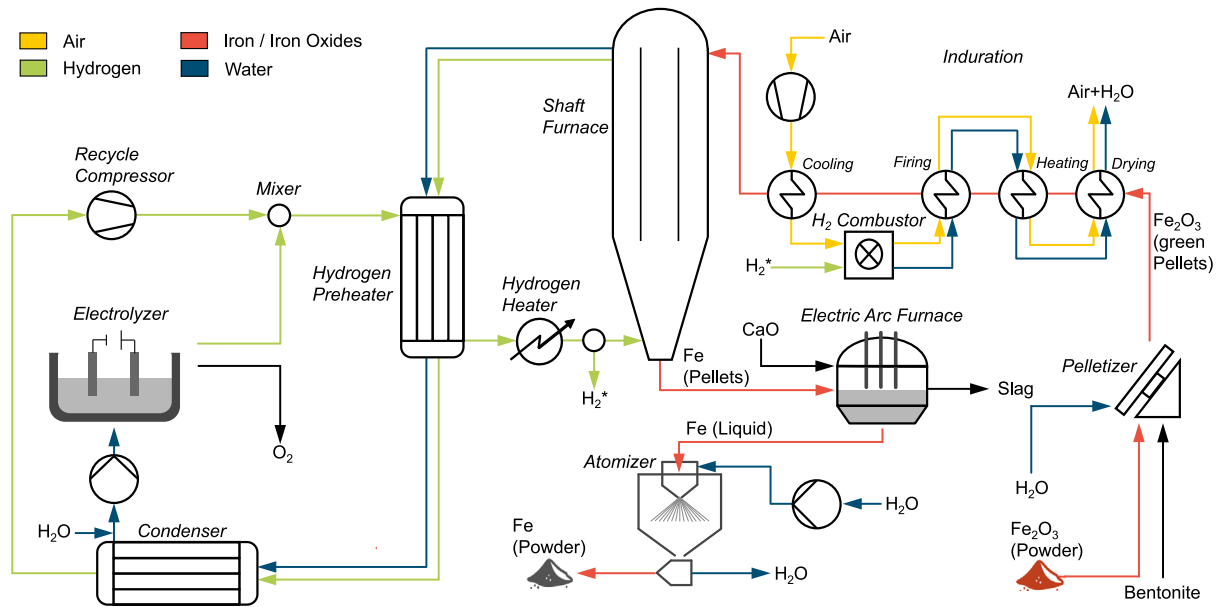 Air
Hydrogen
Iron / Iron Oxides
Water
Recycle
Compressor
Mixer
Electrolyzer
O₂
H₂O
Condenser
Hydrogen
Preheater
Hydrogen
Heater
H₂*
Shaft
Furnace
Fe
(Pellets)
Air
Induration
Air+H₂O
Cooling
Firing
Heating
Drying
H₂ Combustor
H₂*
Fe₂O₃
(green
Pellets)
Electric Arc Furnace
CaO
Slag
Fe (Liquid)
Atomizer
H₂O
Fe
(Powder)
H₂O
Pelletizer
H₂O
Fe₂O₃
(Powder)
Bentonite